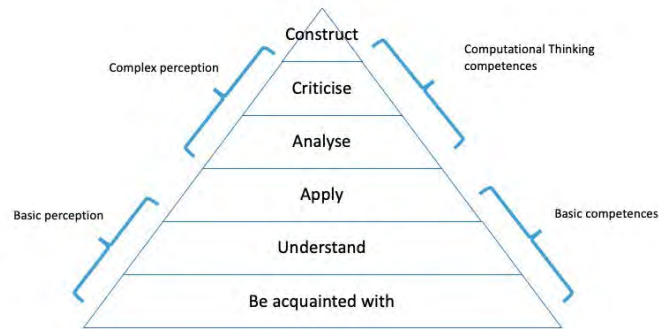 Construct
Computational Thinking
competences
Complex perception
Criticise
Analyse
Apply
Basic perception
Basic competences
Understand
Be acquainted with